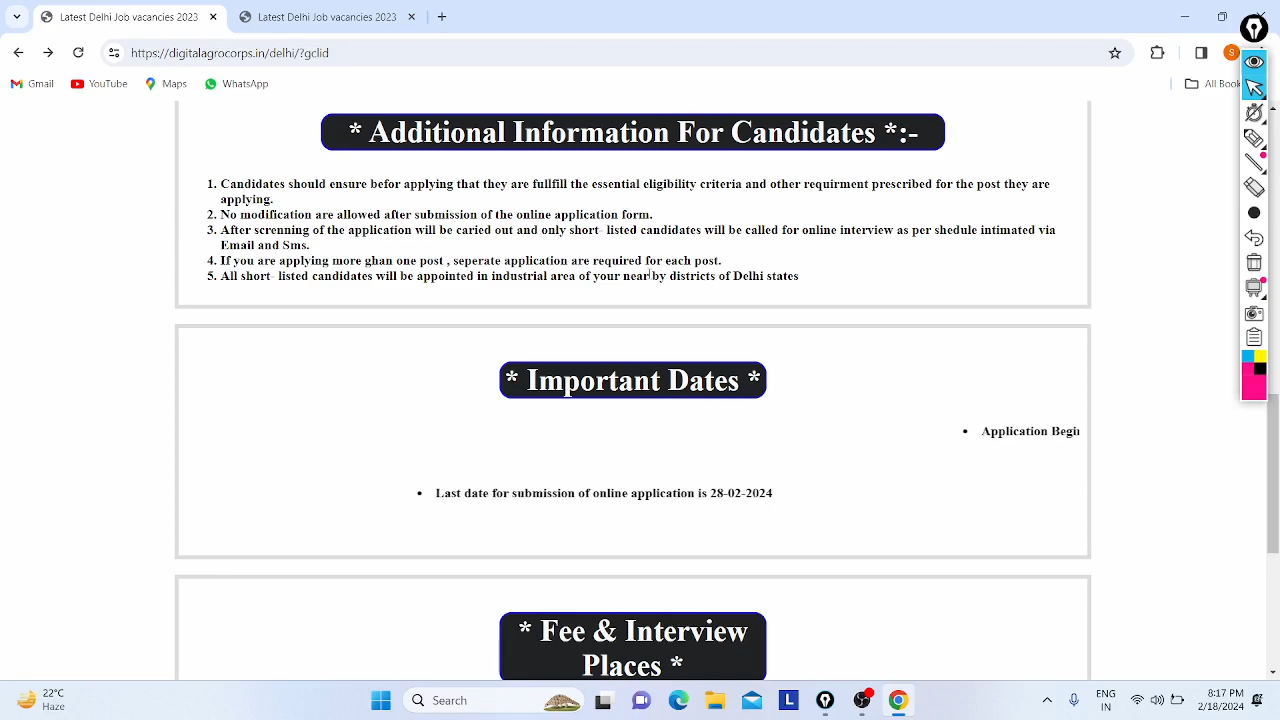 Latest Delhi Job vacancies 2023
Latest Delhi Job vacancies 2023
https://digitalagrocorps.in/delhi/?gclid
S
Gmail
YouTube
Maps
WhatsApp
All Book
* Additional Information For Candidates *:-
1. Candidates should ensure befor applying that they are fullfill the essential eligibility criteria and other requirment prescribed for the post they are
applying.
2. No modification are allowed after submission of the online application form.
3. After screnning of the application will be caried out and only short- listed candidates will be called for online interview as per shedule intimated via
Email and Sms.
4. If you are applying more ghan one post , seperate application are required for each post.
5. All short- listed candidates will be appointed in industrial area of your near by districts of Delhi states
* Important Dates *
• Application Begin
• Last date for submission of online application is 28-02-2024
* Fee & Interview
Places *
22°C
Haze
Search
L
ENG
IN
8:17 PM
2/18/2024